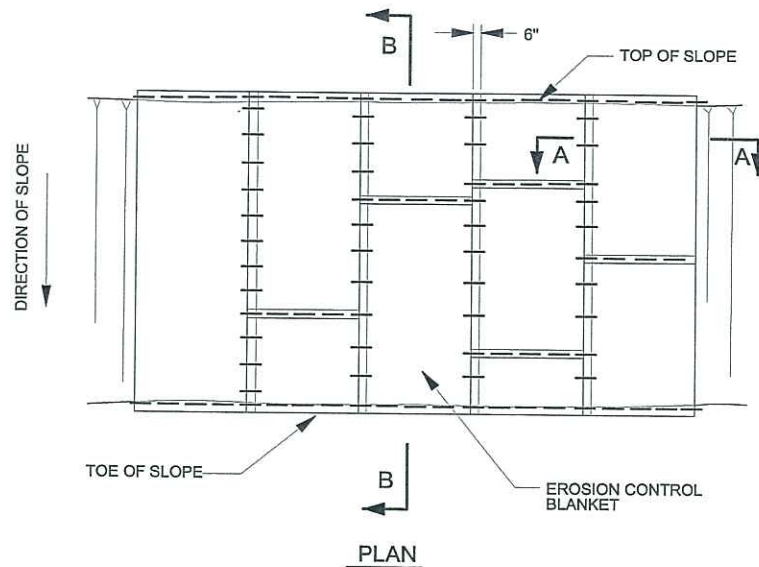 B
6"
TOP OF SLOPE
A
A
DIRECTION OF SLOPE
TOE OF SLOPE
B
EROSION CONTROL
BLANKET
PLAN